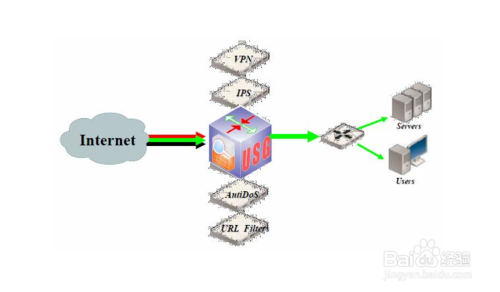 VPN
IPS
Internet
USG
Servers
Users
AntiDoS
URL Filter
Baidu经验
jingyan.baidu.com